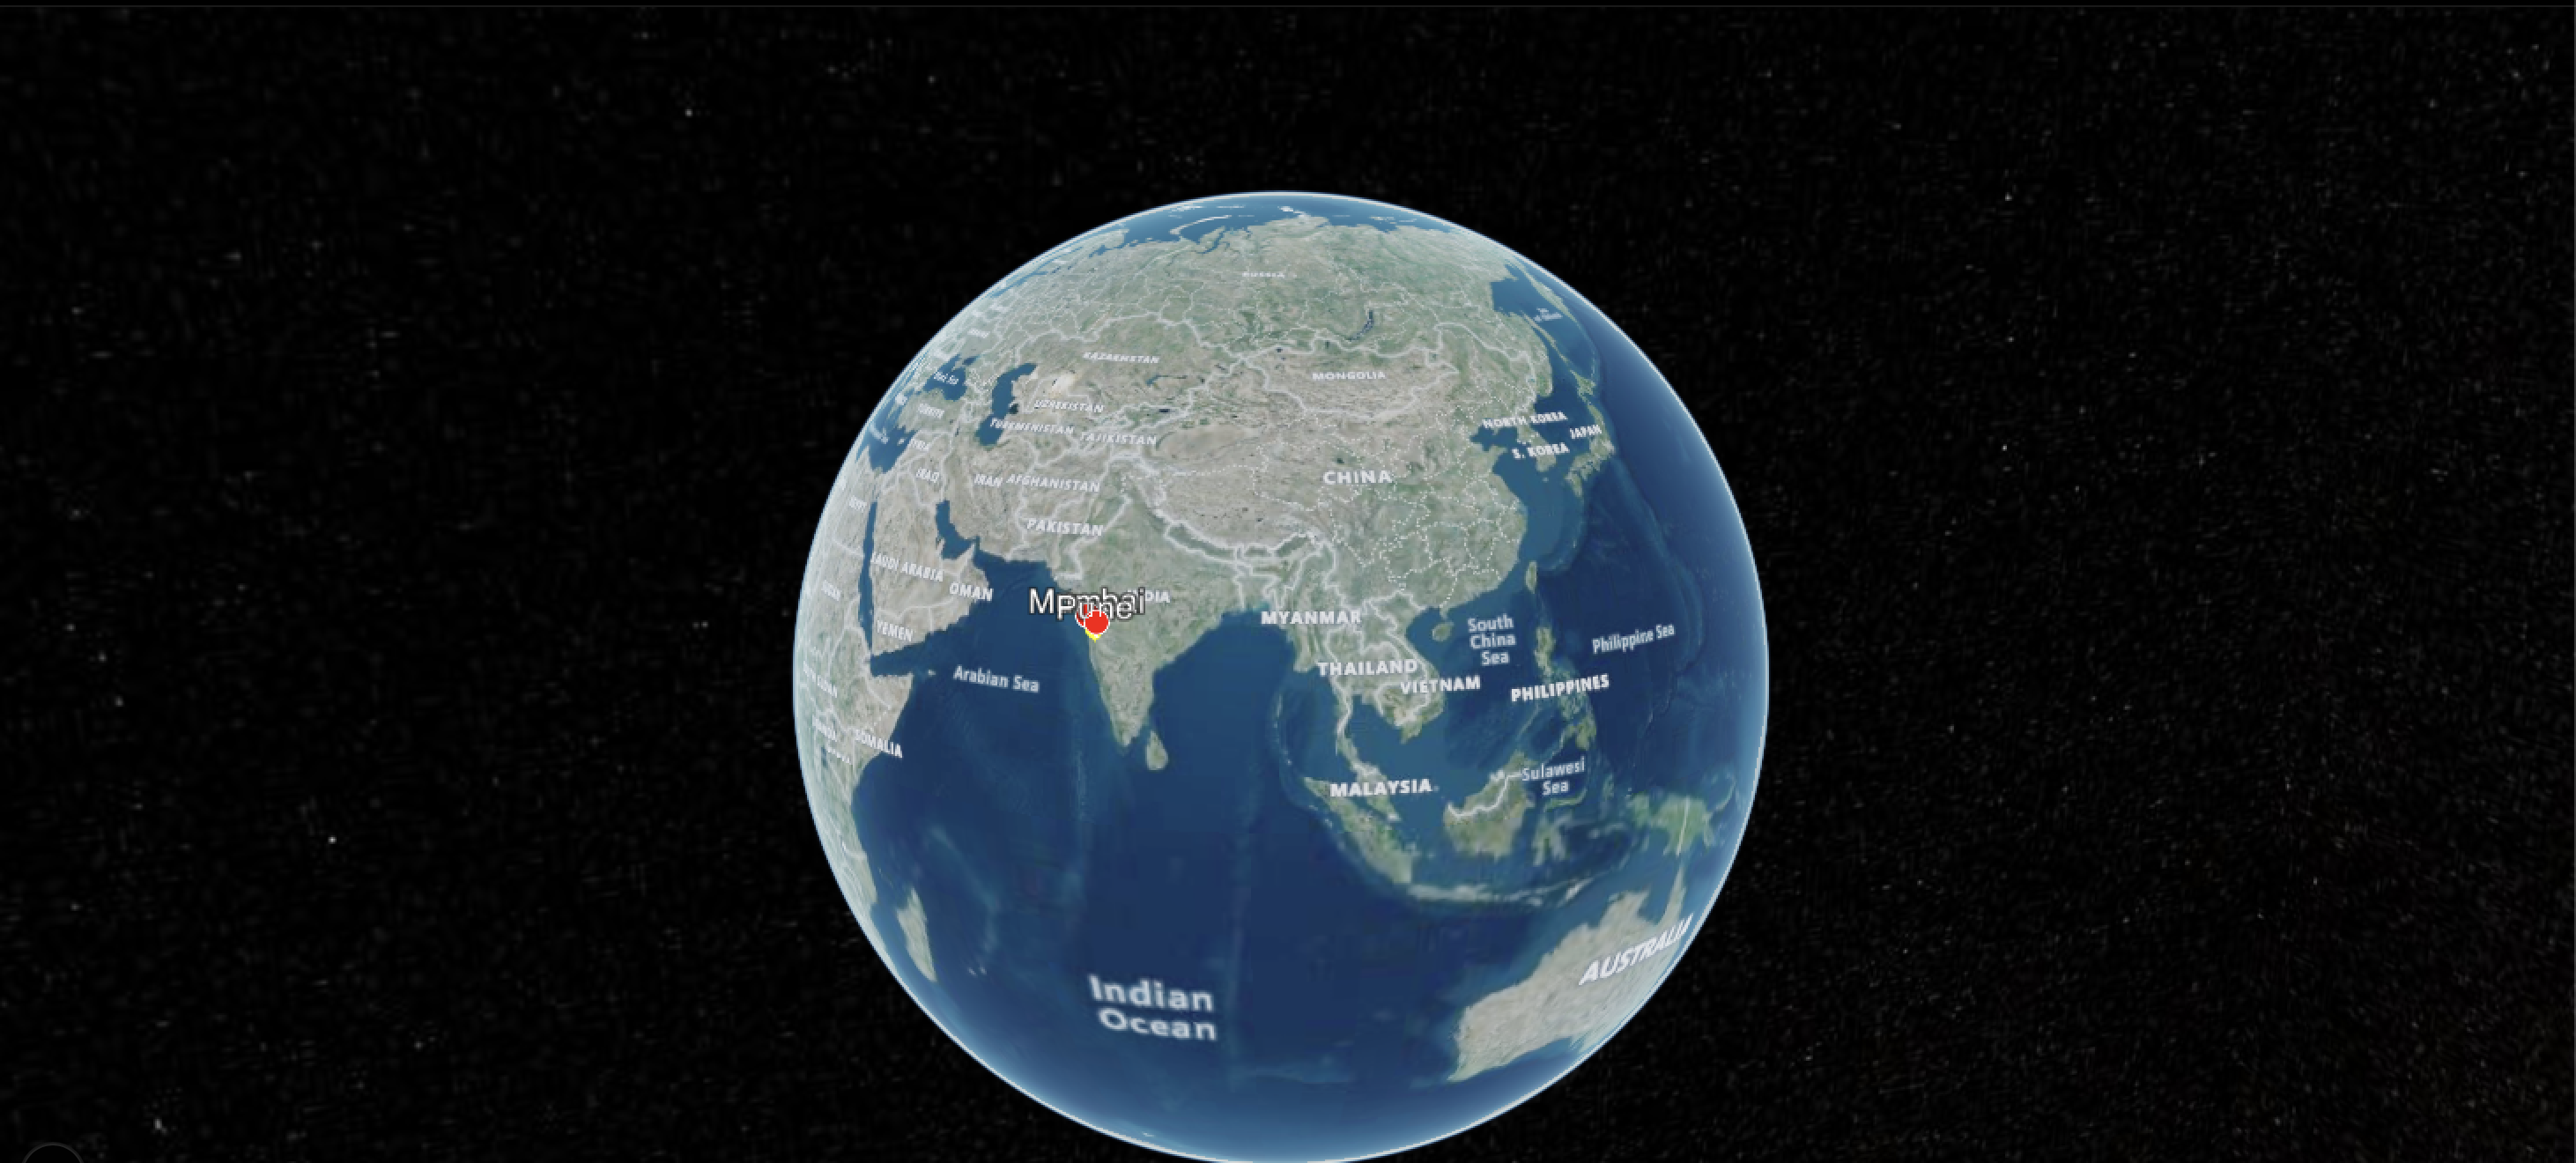 RUSSIA
KAZAKHSTAN
MONGOLIA
UZBEKISTAN
TURKMENISTAN
TAJIKISTAN
NORTH KOREA
JAPAN
S. KOREA
IRAQ
IRAN
AFGHANISTAN
CHINA
PAKISTAN
SAUDI ARABIA
OMAN
Mumbai
Pune
YEMEN
MYANMAR
South
China
Sea
Philippine Sea
Arabian Sea
THAILAND
VIETNAM
PHILIPPINES
SOMALIA
MALAYSIA
Sulawesi
Sea
AUSTRALIA
Indian
Ocean